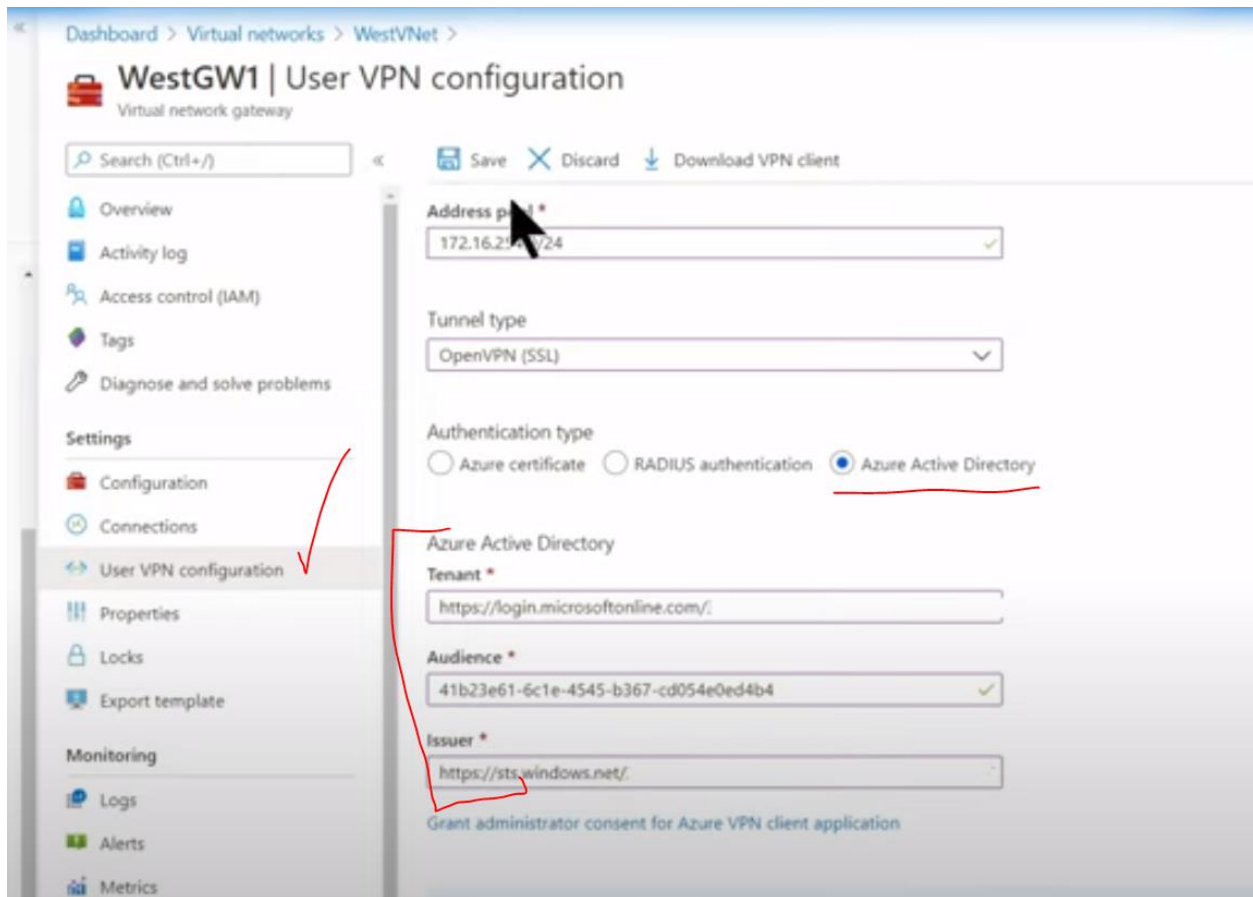 Dashboard > Virtual networks > WestVNet >
WestGW1 | User VPN configuration
Virtual network gateway
Search (Ctrl+/)
Save Discard Download VPN client
Overview
Activity log
Access control (IAM)
Tags
Diagnose and solve problems
Settings
Configuration
Connections
User VPN configuration
Properties
Locks
Export template
Monitoring
Logs
Alerts
Metrics
Address *
/24
Tunnel type
OpenVPN (SSL)
Authentication type
Azure certificate RADIUS authentication Azure Active Directory
Azure Active Directory
Tenant *
https://login.microsoftonline.com/
Audience *
41b23e61-6c1e-4545-b367-cd054e0ed4b4
Issuer *
https://sts.windows.net/
Grant administrator consent for Azure VPN client application